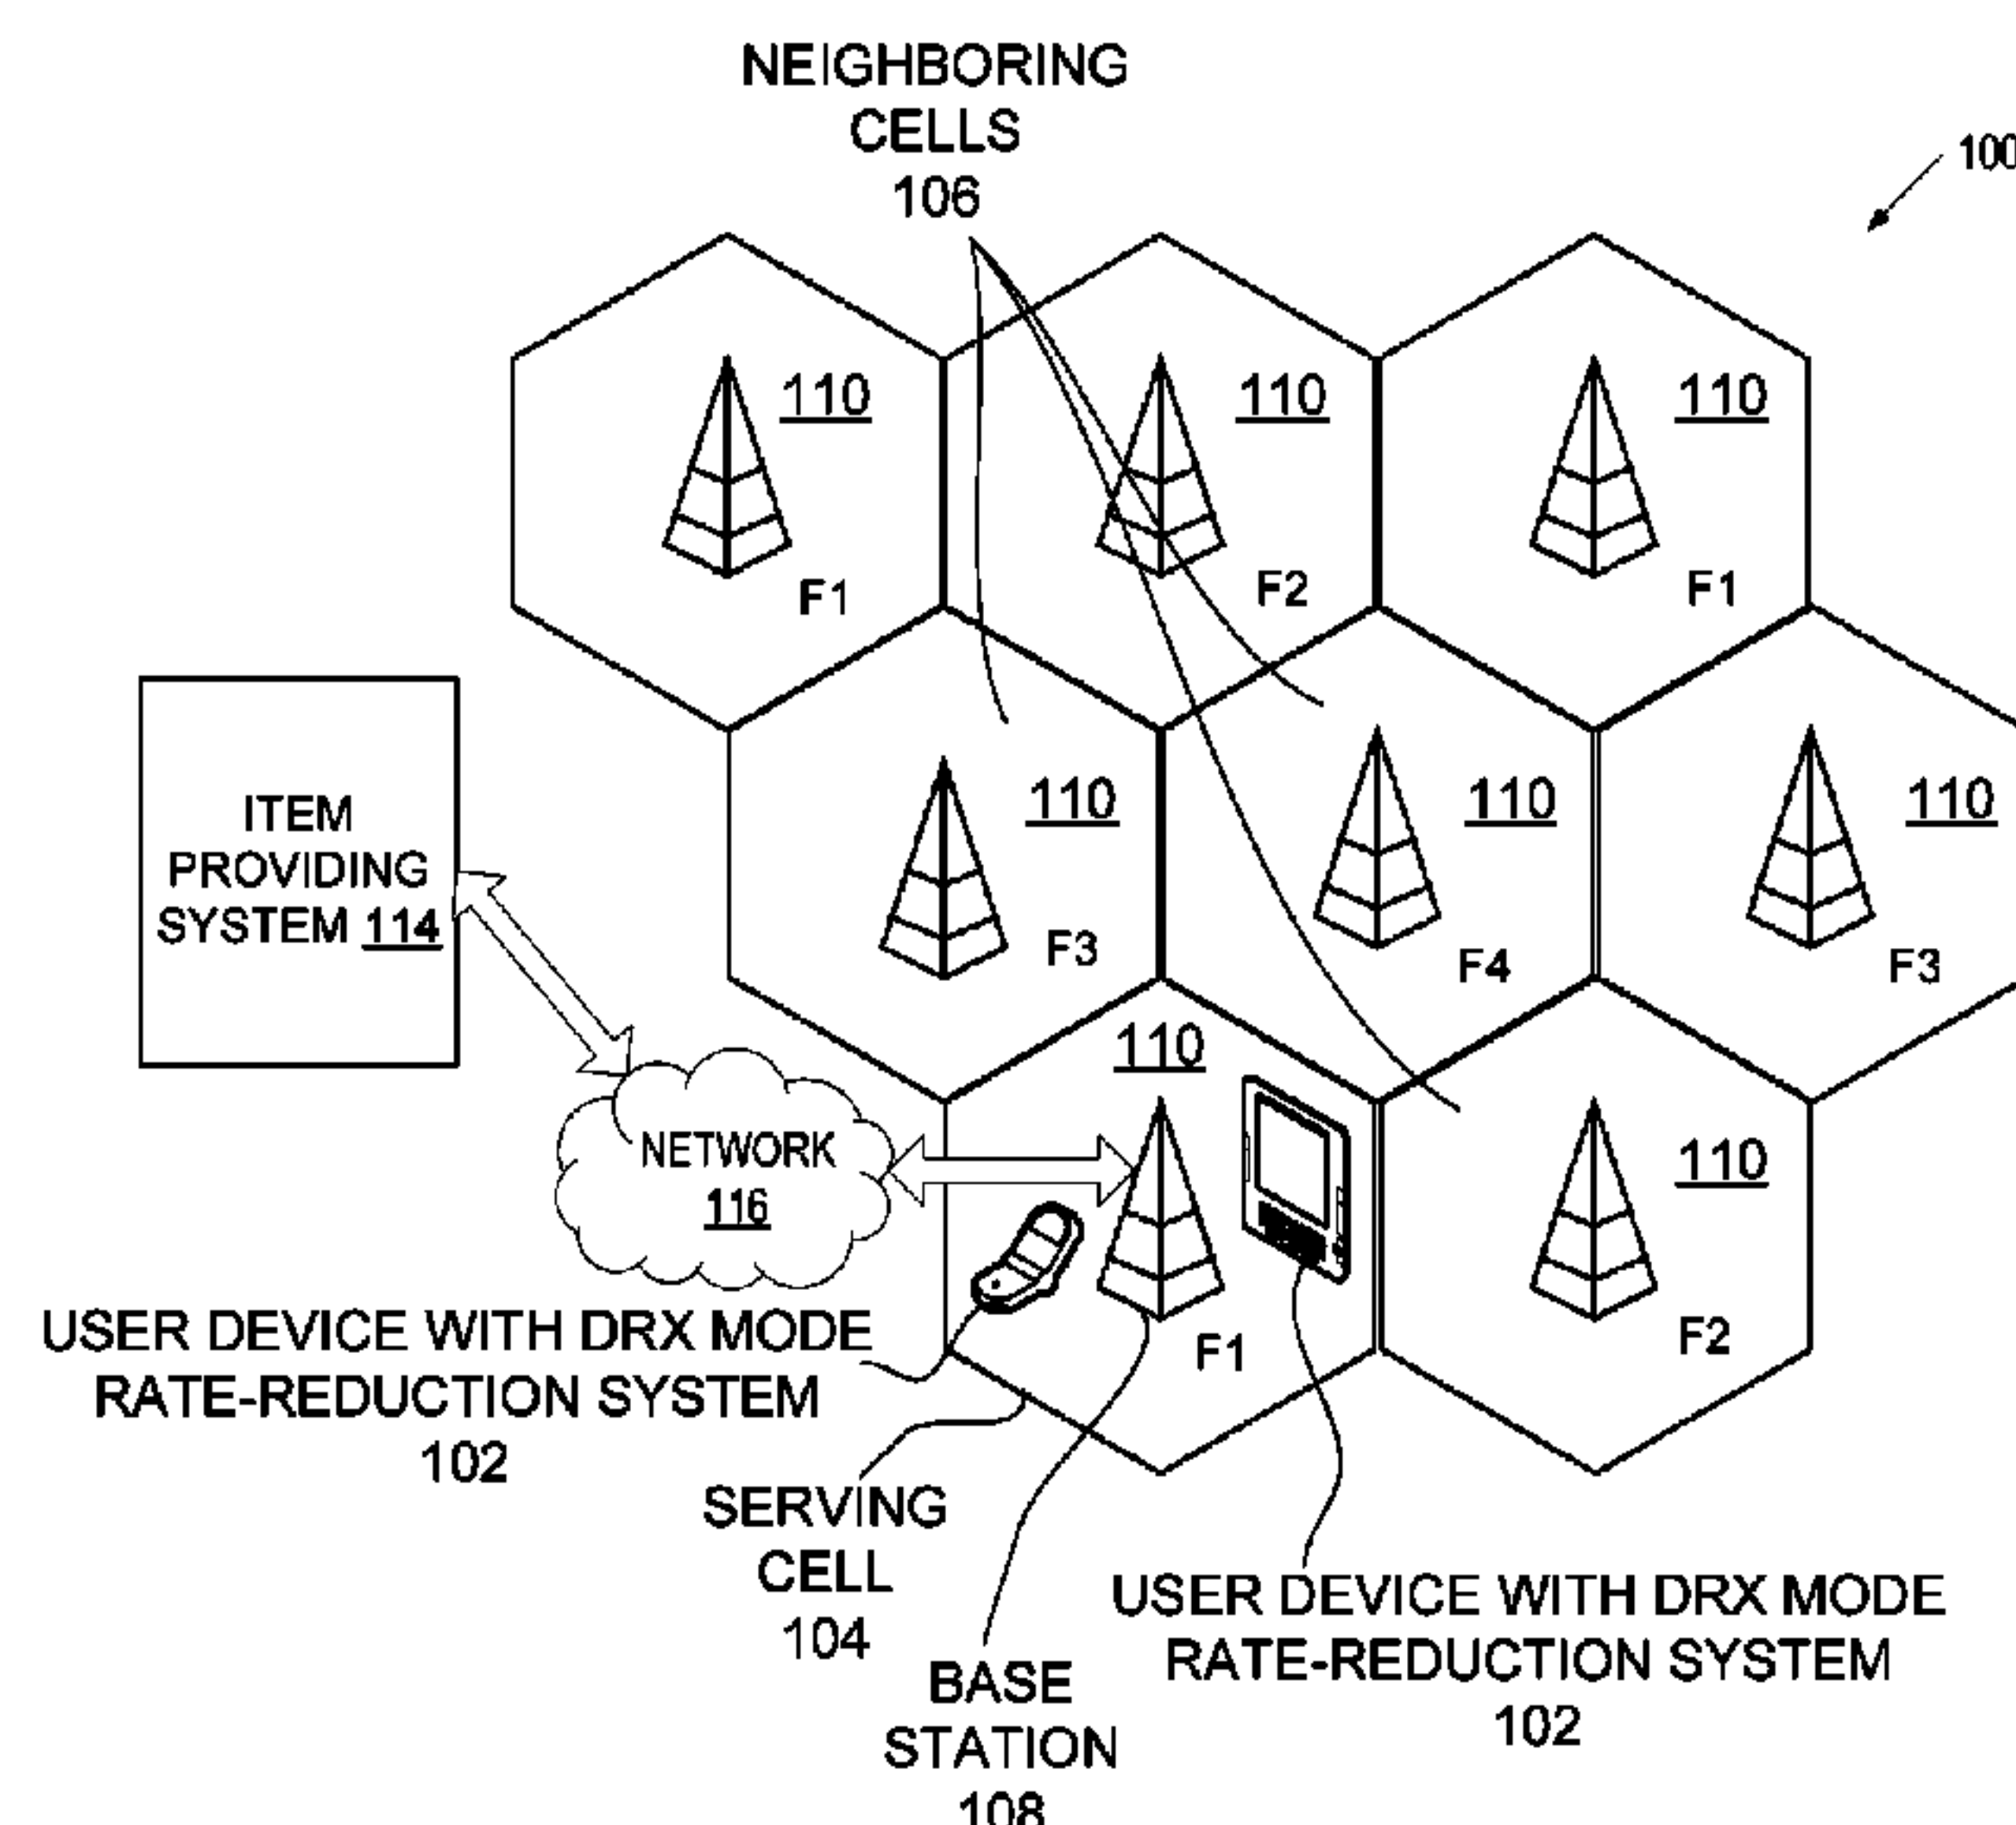 NEIGHBORING
CELLS
106
100
110
110
110
F1
F2
F1
ITEM
PROVIDING
SYSTEM 114
110
110
110
F3
F4
F3
110
NETWORK
116
110
F1
F2
USER DEVICE WITH DRX MODE
RATE-REDUCTION SYSTEM
102
SERVING
CELL
104
BASE
STATION
108
USER DEVICE WITH DRX MODE
RATE-REDUCTION SYSTEM
102